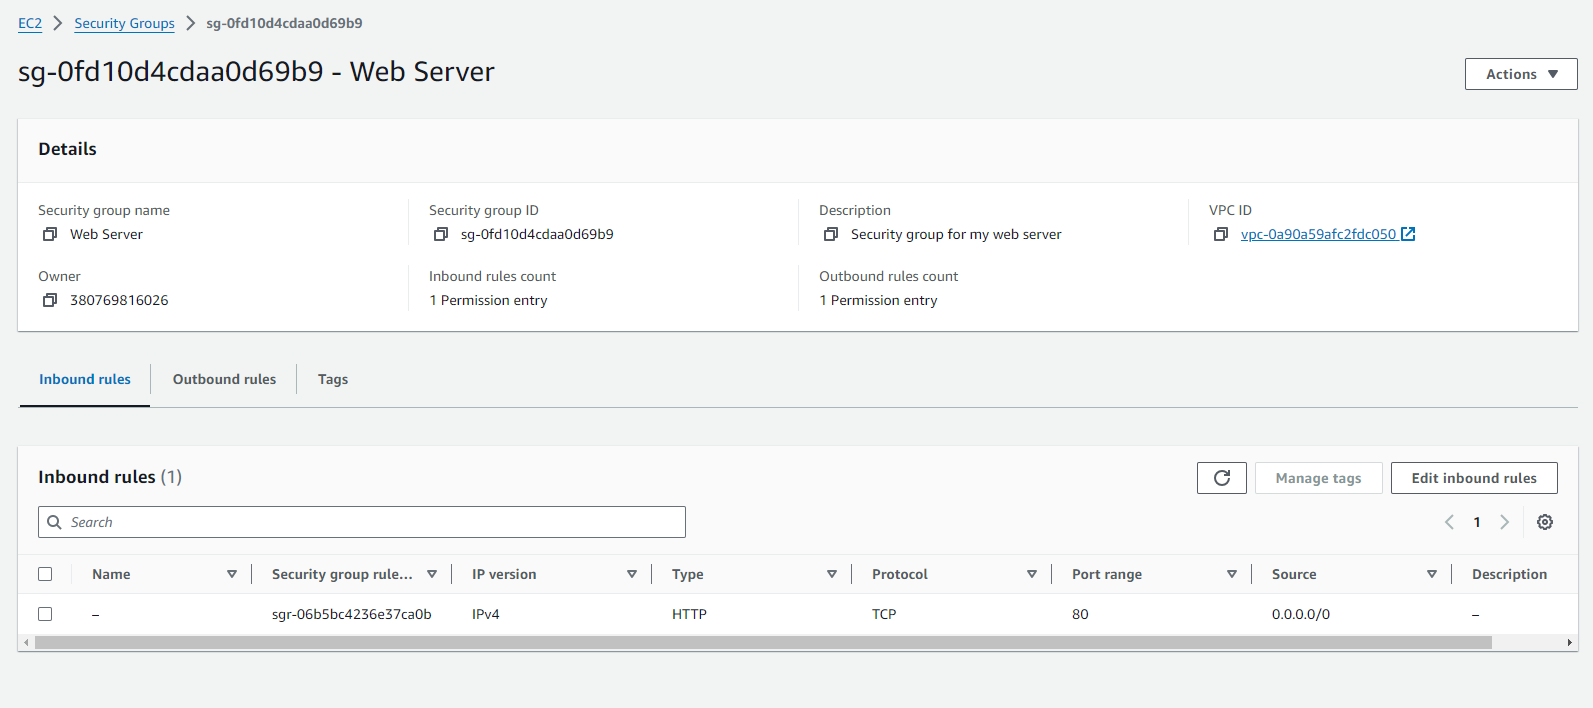 EC2 > Security Groups > sg-0fd10d4cdaa0d69b9
sg-0fd10d4cdaa0d69b9 - Web Server
Actions
Details
Security group name
Web Server
Security group ID
sg-0fd10d4cdaa0d69b9
Description
Security group for my web server
VPC ID
vpc-0a90a59afc2fdc050
Owner
380769816026
Inbound rules count
1 Permission entry
Outbound rules count
1 Permission entry
Inbound rules Outbound rules Tags
Inbound rules (1)
Manage tags
Edit inbound rules
Search
1
Name Security group rule... IP version Type Protocol Port range Source Description
– sgr-06b5bc4236e37ca0b IPv4 HTTP TCP 80 0.0.0.0/0 –